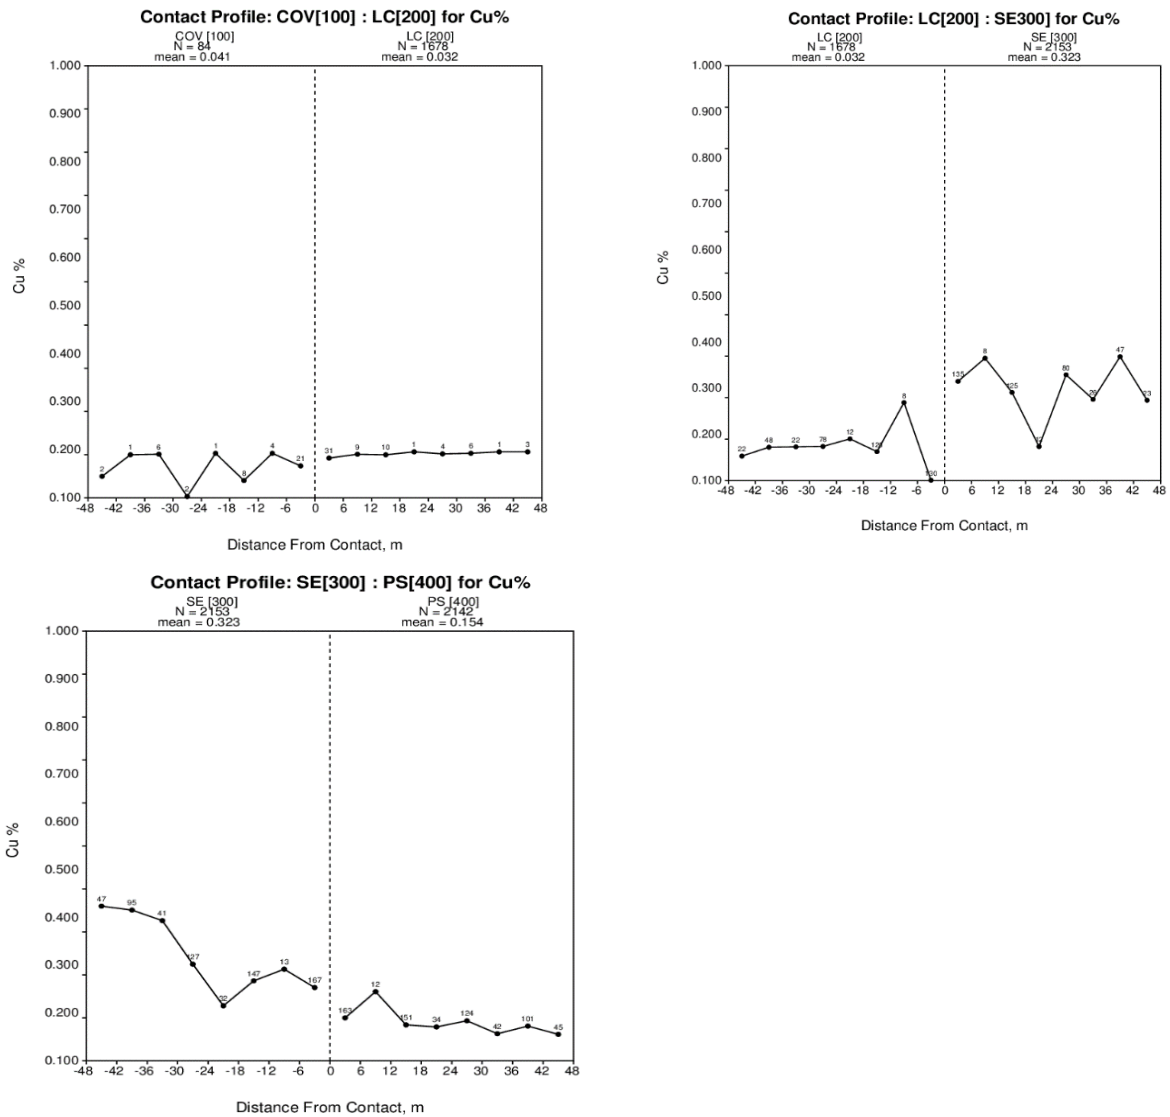 Contact Profile: COV[100] : LC[200] for Cu%
COV [100]
N = 84
mean = 0.041
LC [200]
N = 1678
mean = 0.032
1.000
0.900
0.800
0.700
0.600
0.500
0.400
0.300
0.200
0.100
Cu %
2 1 6 2 1 8 4 21 31 9 10 1 4 6 1 3
-48 -42 -36 -30 -24 -18 -12 -6 0 6 12 18 24 30 36 42 48
Distance From Contact, m
Contact Profile: LC[200] : SE300] for Cu%
LC [200]
N = 1678
mean = 0.032
SE [300]
N = 2153
mean = 0.323
1.000
0.900
0.800
0.700
0.600
0.500
0.400
0.300
0.200
0.100
Cu %
22 48 22 78 12 8 135 8 80 47
-48 -42 -36 -30 -24 -18 -12 -6 0 6 12 18 24 30 36 42 48
Distance From Contact, m
Contact Profile: SE[300] : PS[400] for Cu%
SE [300]
N = 2153
mean = 0.323
PS [400]
N = 2142
mean = 0.154
1.000
0.900
0.800
0.700
0.600
0.500
0.400
0.300
0.200
0.100
Cu %
47 95 41 127 32 147 13 167 163 12 151 34 124 42 101 45
-48 -42 -36 -30 -24 -18 -12 -6 0 6 12 18 24 30 36 42 48
Distance From Contact, m